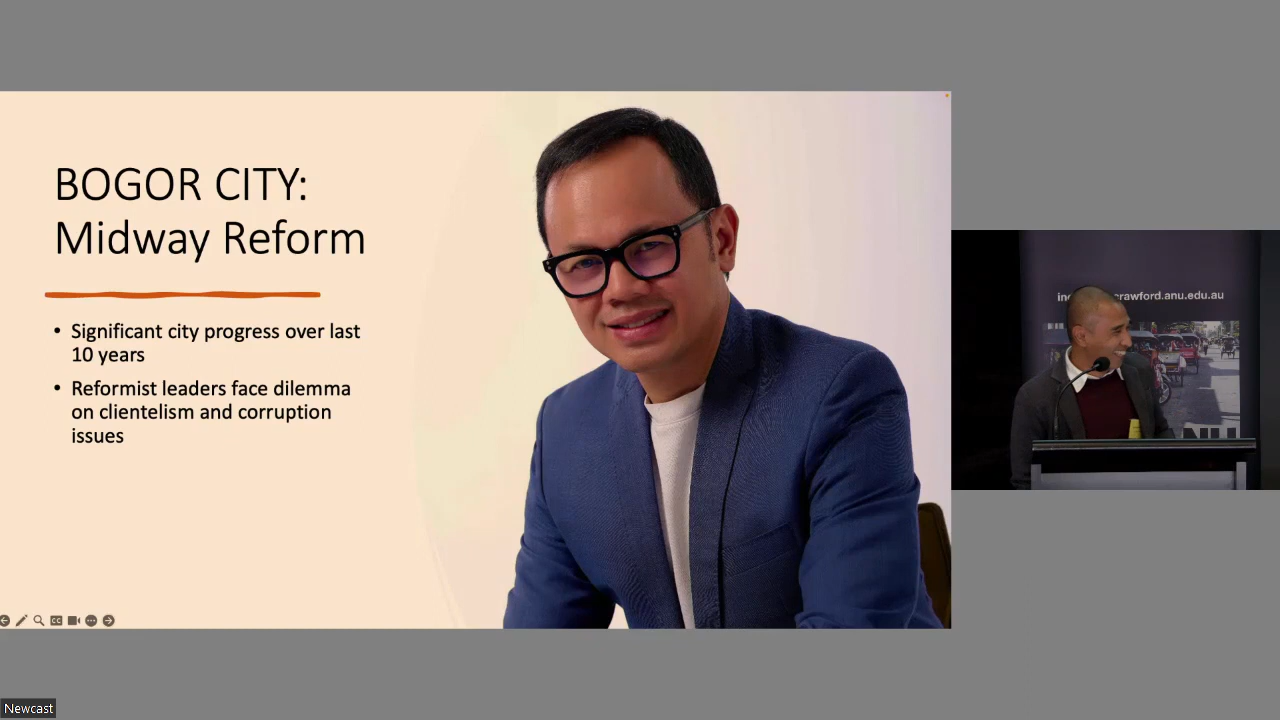 BOGOR CITY:
Midway Reform
• Significant city progress over last
10 years
• Reformist leaders face dilemma
on clientelism and corruption
issues
crawford.anu.edu.au
ANU
Newcast